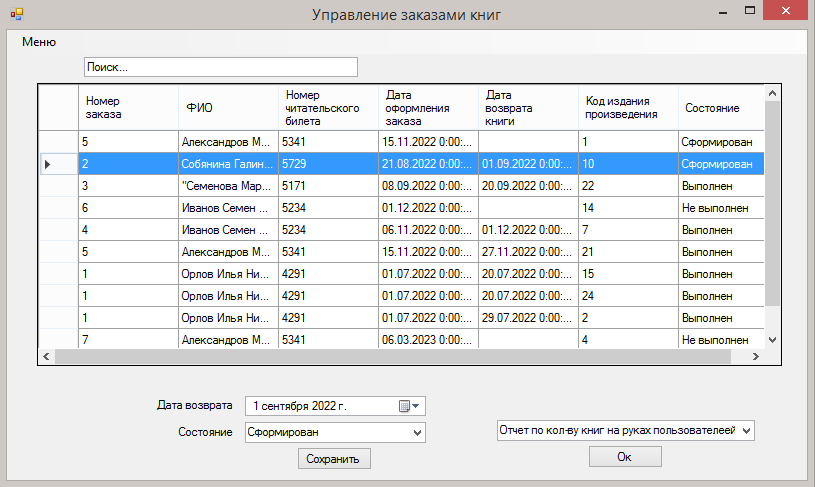 Управление заказами книг
Меню
Поиск...
Номер заказа ФИО Номер читательского билета Дата оформления заказа Дата возврата книги Код издания произведения Состояние
5 Александров М... 5341 15.11.2022 0:00:... 1 Сформирован
2 Собянина Галин... 5729 21.08.2022 0:00:... 01.09.2022 0:00:... 10 Сформирован
3 "Семенова Мар... 5171 08.09.2022 0:00:... 20.09.2022 0:00:... 22 Выполнен
6 Иванов Семен ... 5234 01.12.2022 0:00:... 14 Не выполнен
4 Иванов Семен ... 5234 06.11.2022 0:00:... 01.12.2022 0:00:... 7 Выполнен
5 Александров М... 5341 15.11.2022 0:00:... 27.11.2022 0:00:... 21 Выполнен
1 Орлов Илья Ни... 4291 01.07.2022 0:00:... 20.07.2022 0:00:... 15 Выполнен
1 Орлов Илья Ни... 4291 01.07.2022 0:00:... 20.07.2022 0:00:... 24 Выполнен
1 Орлов Илья Ни... 4291 01.07.2022 0:00:... 29.07.2022 0:00:... 2 Выполнен
7 Александров М... 5341 06.03.2023 0:00:... 4 Не выполнен
Дата возврата 1 сентября 2022 г.
Состояние Сформирован
Отчет по кол-ву книг на руках пользователеей
Сохранить
Ок